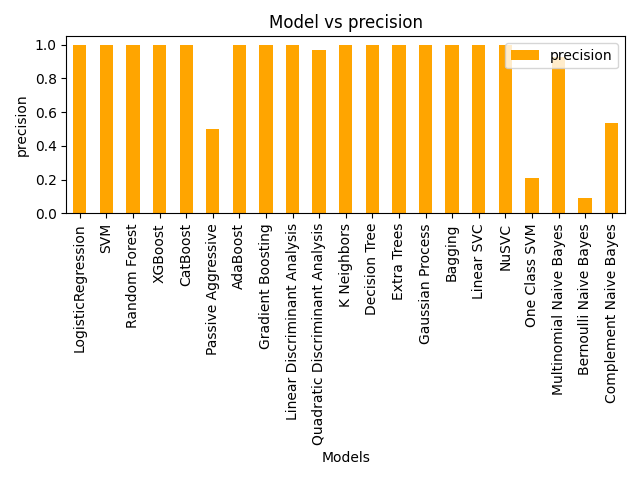 Model vs precision
precision
1.0
0.8
0.6
0.4
0.2
0.0
precision
LogisticRegression
SVM
Random Forest
XGBoost
CatBoost
Passive Aggressive
AdaBoost
Gradient Boosting
Linear Discriminant Analysis
Quadratic Discriminant Analysis
K Neighbors
Decision Tree
Extra Trees
Gaussian Process
Bagging
Linear SVC
NuSVC
One Class SVM
Multinomial Naive Bayes
Bernoulli Naive Bayes
Complement Naive Bayes
Models